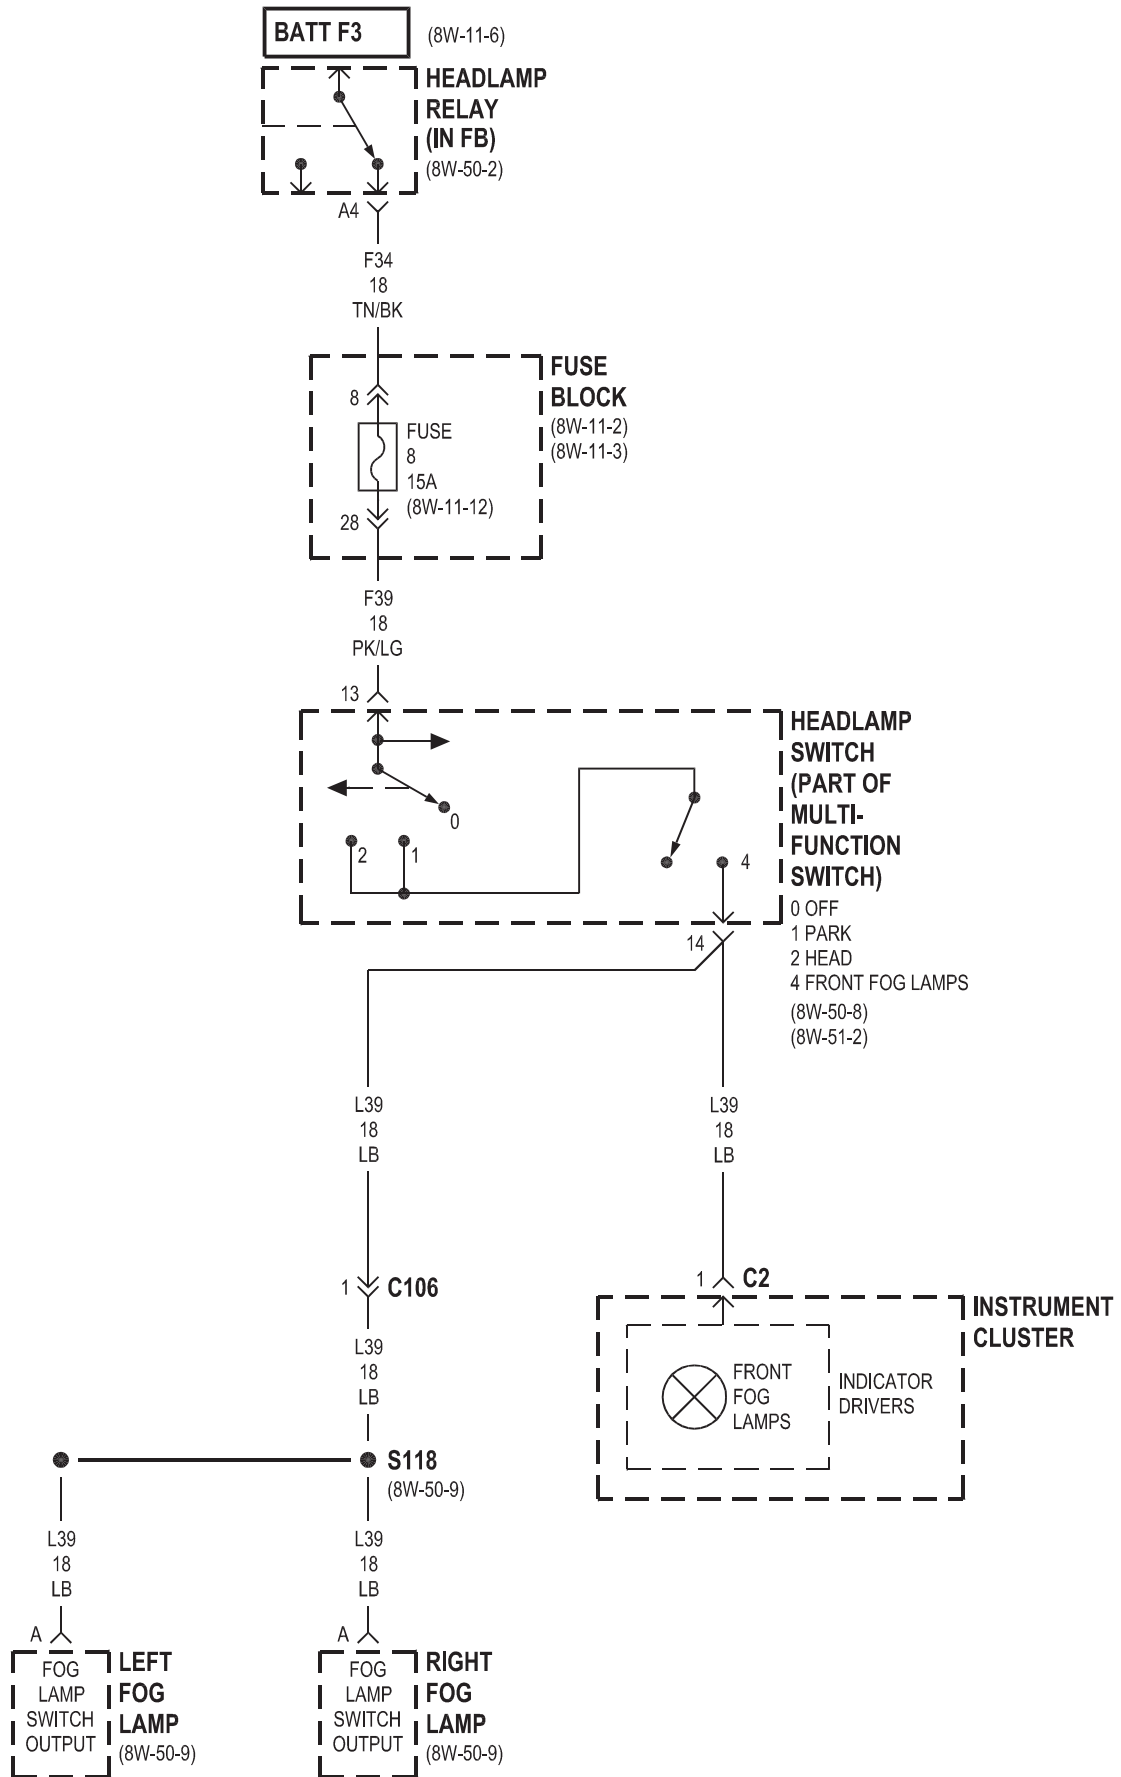 BATT F3
(8W-11-6)
HEADLAMP
RELAY
(IN FB)
(8W-50-2)
A4
F34
18
TN/BK
FUSE
BLOCK
(8W-11-2)
(8W-11-3)
8
FUSE
8
15A
(8W-11-12)
28
F39
18
PK/LG
13
HEADLAMP
SWITCH
(PART OF
MULTI-
FUNCTION
SWITCH)
0 OFF
1 PARK
2 HEAD
4 FRONT FOG LAMPS
(8W-50-8)
(8W-51-2)
0
2
1
4
14
L39
18
LB
L39
18
LB
1
C106
1
C2
INSTRUMENT
CLUSTER
FRONT
FOG
LAMPS
INDICATOR
DRIVERS
L39
18
LB
S118
(8W-50-9)
L39
18
LB
L39
18
LB
A
FOG
LAMP
SWITCH
OUTPUT
LEFT
FOG
LAMP
(8W-50-9)
A
FOG
LAMP
SWITCH
OUTPUT
RIGHT
FOG
LAMP
(8W-50-9)